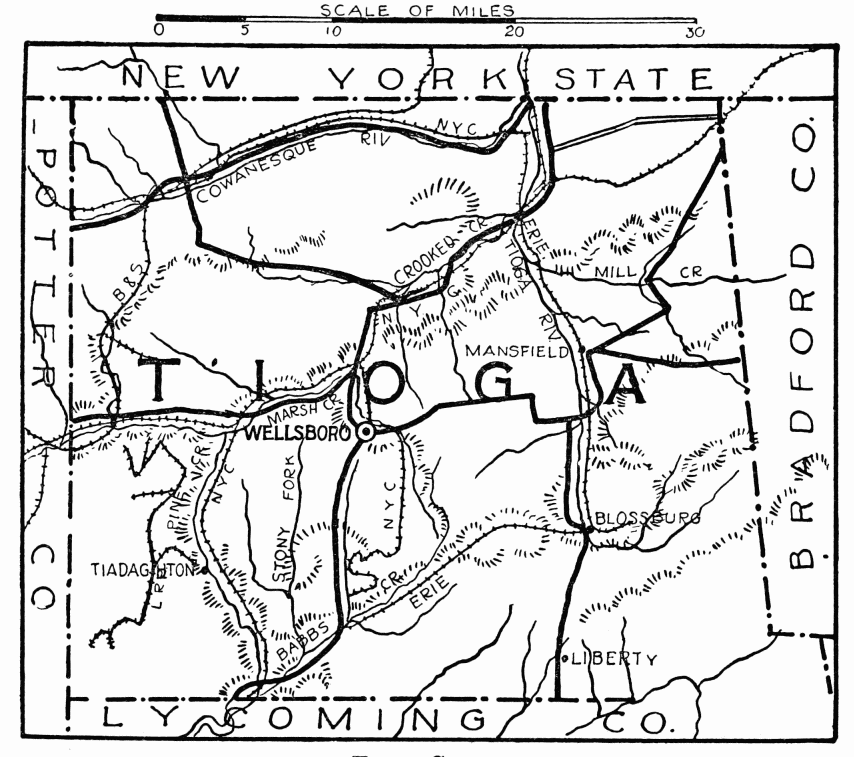 SCALE OF MILES
0 5 10 20 30
NEW YORK STATE
NYC
RIV
COWANESQUE
POTTER CO
BRADFORD CO.
B & S
CROOKED CR
ERIE
TIOGA RIV
MILL CR
N Y C
MANSFIELD
TIOGA
MARSH CR
WELLSBORO
PINE CR
NYC
STONY FORK
NYC
BLOSSBURG
TIADAGHTON
BABBS CR
ERIE
LIBERTY
LYCOMING CO.